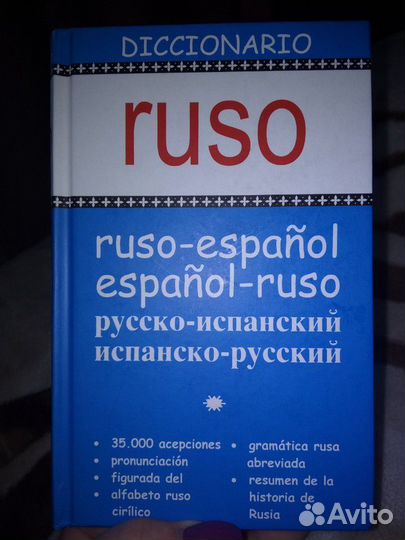 DICCIONARIO
ruso
ruso-español
español-ruso
русско-испанский
испанско-русский
• 35.000 acepciones
• pronunciación
• figurada del
• alfabeto ruso
cirílico
• gramática rusa
abreviada
• resumen de la
historia de
Rusia
Avito